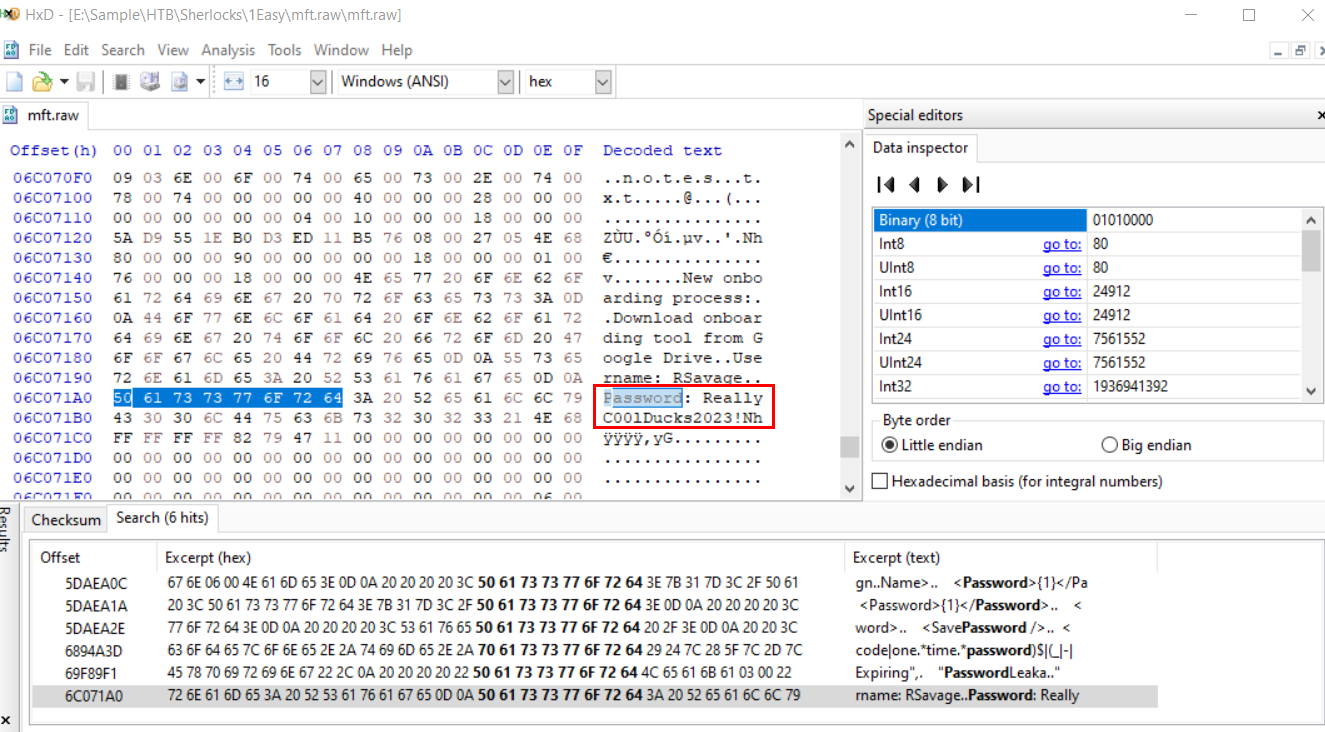 HxD - [E:\Sample\HTB\Sherlocks\1Easy\mft.raw\mft.raw]
File Edit Search View Analysis Tools Window Help
16 Windows (ANSI) hex
mft.raw
Special editors
Data inspector
Offset(h) 00 01 02 03 04 05 06 07 08 09 0A 0B 0C 0D 0E 0F Decoded text
06C070F0 09 03 6E 00 6F 00 74 00 65 00 73 00 2E 00 74 00 ..n.o.t.e.s...t.
06C07100 78 00 74 00 00 00 00 00 40 00 00 00 28 00 00 00 x.t.....@...(...
06C07110 00 00 00 00 00 00 04 00 10 00 00 00 18 00 00 00 ................
06C07120 5A D9 55 1E B0 D3 ED 11 B5 76 08 00 27 05 4E 68 ZÙU.°Óí.µv..'.Nh
06C07130 80 00 00 00 90 00 00 00 00 00 18 00 00 00 01 00 €...............
06C07140 76 00 00 00 18 00 00 00 4E 65 77 20 6F 6E 62 6F v.......New onbo
06C07150 61 72 64 69 6E 67 20 70 72 6F 63 65 73 73 3A 0D arding process:.
06C07160 0A 44 6F 77 6E 6C 6F 61 64 20 6F 6E 62 6F 61 72 .Download onboar
06C07170 64 69 6E 67 20 74 6F 6F 6C 20 66 72 6F 6D 20 47 ding tool from G
06C07180 6F 6F 67 6C 65 20 44 72 69 76 65 0D 0A 55 73 65 oogle Drive..Use
06C07190 72 6E 61 6D 65 3A 20 52 53 61 76 61 67 65 0D 0A rname: RSavage..
06C071A0 50 61 73 73 77 6F 72 64 3A 20 52 65 61 6C 6C 79 Password: Really
06C071B0 43 30 30 6C 44 75 63 6B 73 32 30 32 33 21 4E 68 C00lDucks2023!Nh
06C071C0 FF FF FF FF 82 79 47 11 00 00 00 00 00 00 00 00 ÿÿÿÿ‚yG.........
06C071D0 00 00 00 00 00 00 00 00 00 00 00 00 00 00 00 00 ................
06C071E0 00 00 00 00 00 00 00 00 00 00 00 00 00 00 00 00 ................
06C071F0 00 00 00 00 00 00 00 00 00 00 00 00 00 00 06 00
Binary (8 bit) 01010000
Int8 go to: 80
UInt8 go to: 80
Int16 go to: 24912
UInt16 go to: 24912
Int24 go to: 7561552
UInt24 go to: 7561552
Int32 go to: 1936941392
Byte order
Little endian Big endian
Hexadecimal basis (for integral numbers)
Results
Checksum Search (6 hits)
Offset Excerpt (hex) Excerpt (text)
5DAEA0C 67 6E 06 00 4E 61 6D 65 3E 0D 0A 20 20 20 20 3C 50 61 73 73 77 6F 72 64 3E 7B 31 7D 3C 2F 50 61 gn..Name>.. <Password>{1}</Pa
5DAEA1A 20 3C 50 61 73 73 77 6F 72 64 3E 7B 31 7D 3C 2F 50 61 73 73 77 6F 72 64 3E 0D 0A 20 20 20 20 3C <Password>{1}</Password>.. <
5DAEA2E 77 6F 72 64 3E 0D 0A 20 20 20 20 3C 53 61 76 65 50 61 73 73 77 6F 72 64 20 2F 3E 0D 0A 20 20 3C word>.. <SavePassword />.. <
6894A3D 63 6F 64 65 7C 6F 6E 65 2E 2A 74 69 6D 65 2E 2A 70 61 73 73 77 6F 72 64 29 24 7C 28 5F 7C 2D 7C code|one.*time.*password)$|(_|-|
69F89F1 45 78 70 69 72 69 6E 67 22 2C 0A 20 20 20 20 22 50 61 73 73 77 6F 72 64 4C 65 61 6B 61 03 00 22 Expiring",. "PasswordLeaka.."
6C071A0 72 6E 61 6D 65 3A 20 52 53 61 76 61 67 65 0D 0A 50 61 73 73 77 6F 72 64 3A 20 52 65 61 6C 6C 79 rname: RSavage..Password: Really